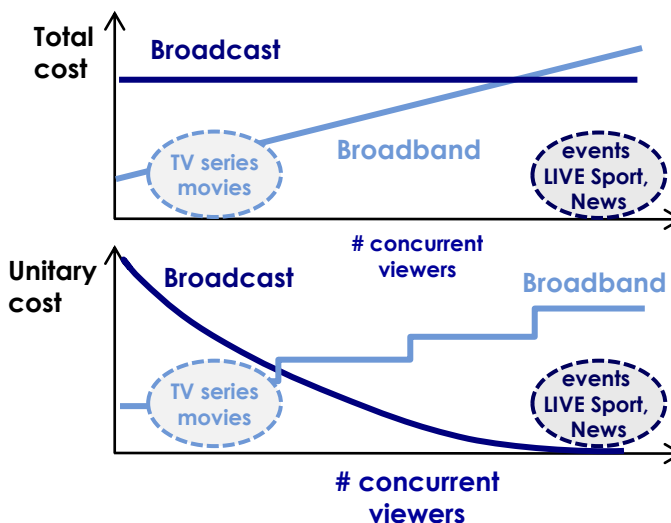 Total
cost
Broadcast
Broadband
TV series
movies
events
LIVE Sport,
News
# concurrent
viewers
Unitary
cost
Broadcast
Broadband
TV series
movies
events
LIVE Sport,
News
# concurrent
viewers